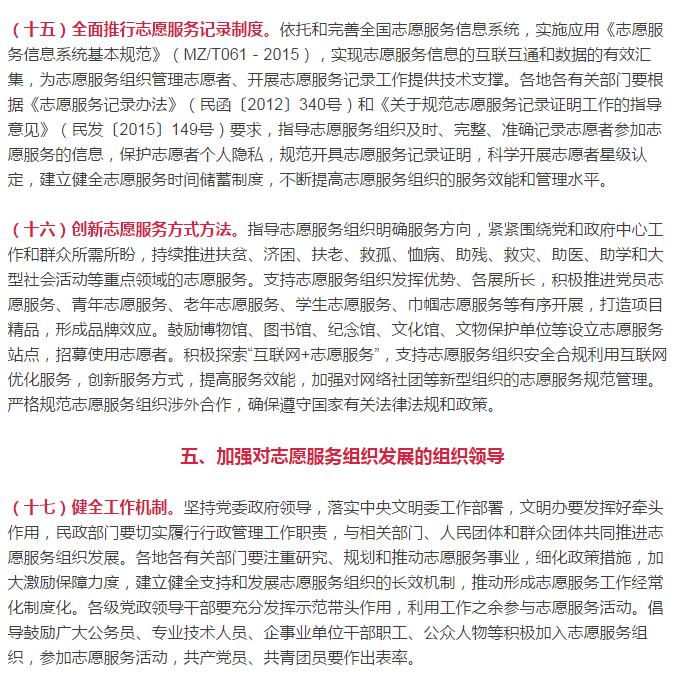 （十五）全面推行志愿服务记录制度。依托和完善全国志愿服务信息系统，实施应用《志愿服
务信息系统基本规范》（MZ/T061－2015），实现志愿服务信息的互联互通和数据的有效汇
集，为志愿服务组织管理志愿者、开展志愿服务记录工作提供技术支撑。各地各有关部门要根
据《志愿服务记录办法》（民函〔2012〕340号）和《关于规范志愿服务记录证明工作的指导
意见》（民发〔2015〕149号）要求，指导志愿服务组织及时、完整、准确记录志愿者参加志
愿服务的信息，保护志愿者个人隐私，规范开具志愿服务记录证明，科学开展志愿者星级认
定，建立健全志愿服务时间储蓄制度，不断提高志愿服务组织的服务效能和管理水平。
（十六）创新志愿服务方式方法。指导志愿服务组织明确服务方向，紧紧围绕党和政府中心工
作和群众所需所盼，持续推进扶贫、济困、扶老、救孤、恤病、助残、救灾、助医、助学和大
型社会活动等重点领域的志愿服务。支持志愿服务组织发挥优势、各展所长，积极推进党员志
愿服务、青年志愿服务、老年志愿服务、学生志愿服务、巾帼志愿服务等有序开展，打造项目
精品，形成品牌效应。鼓励博物馆、图书馆、纪念馆、文化馆、文物保护单位等设立志愿服务
站点，招募使用志愿者。积极探索“互联网+志愿服务”，支持志愿服务组织安全合规利用互联网
优化服务，创新服务方式，提高服务效能，加强对网络社团等新型组织的志愿服务规范管理。
严格规范志愿服务组织涉外合作，确保遵守国家有关法律法规和政策。
五、加强对志愿服务组织发展的组织领导
（十七）健全工作机制。坚持党委政府领导，落实中央文明委工作部署，文明办要发挥好牵头
作用，民政部门要切实履行行政管理工作职责，与相关部门、人民团体和群众团体共同推进志
愿服务组织发展。各地各有关部门要注重研究、规划和推动志愿服务事业，细化政策措施，加
大激励保障力度，建立健全支持和发展志愿服务组织的长效机制，推动形成志愿服务工作经常
化制度化。各级党政领导干部要充分发挥示范带头作用，利用工作之余参与志愿服务活动。倡
导鼓励广大公务员、专业技术人员、企事业单位干部职工、公众人物等积极加入志愿服务组
织，参加志愿服务活动，共产党员、共青团员要作出表率。